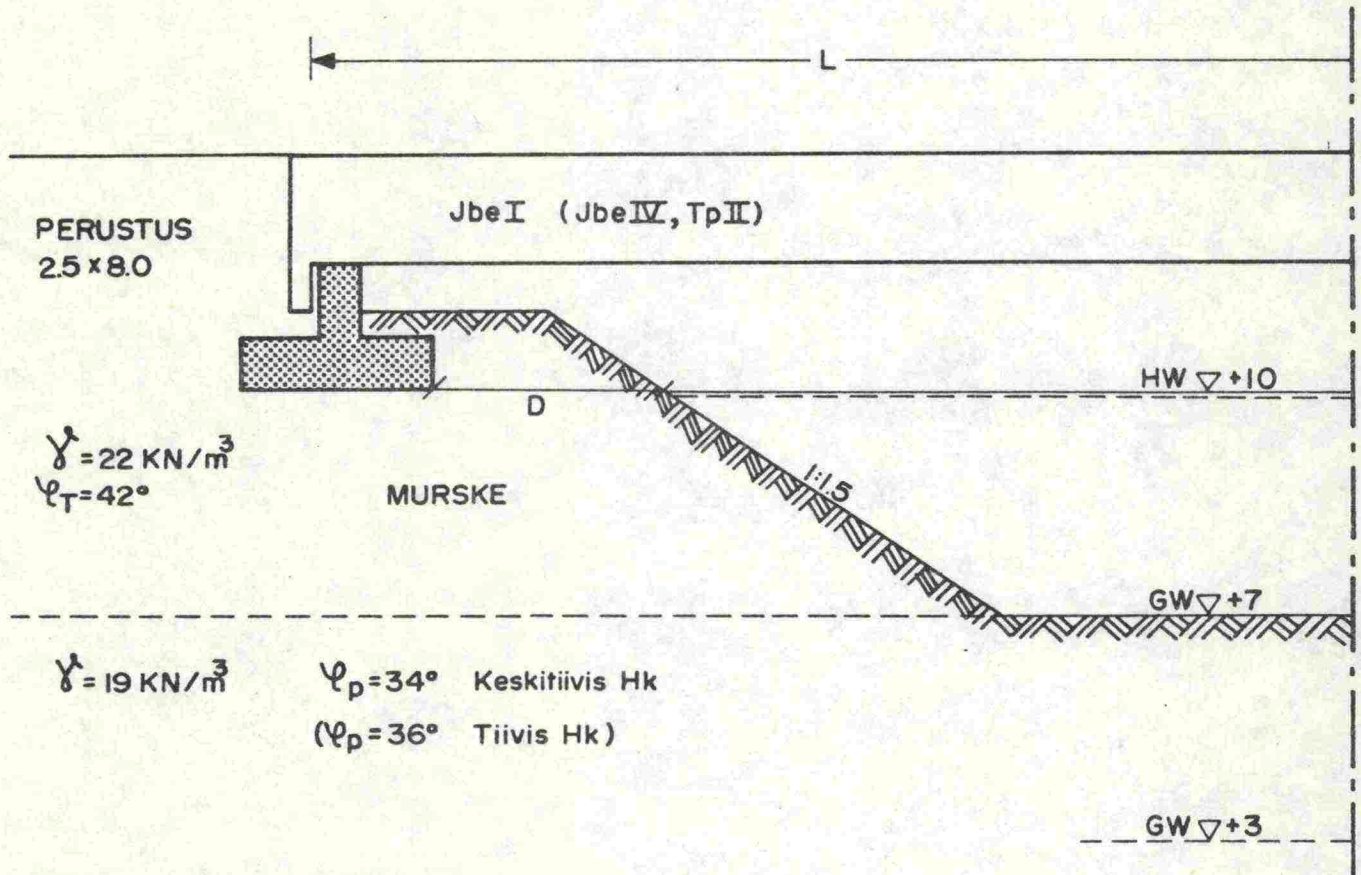 L
JbeI (JbeIV, TpII)
PERUSTUS
2.5 x 8.0
HW ▽ +10
D
γ = 22 KN/m³
φT = 42°
MURSKE
1:1.5
GW ▽ +7
γ = 19 KN/m³
φp = 34° Keskitiivis Hk
(φp = 36° Tiivis Hk)
GW ▽ +3